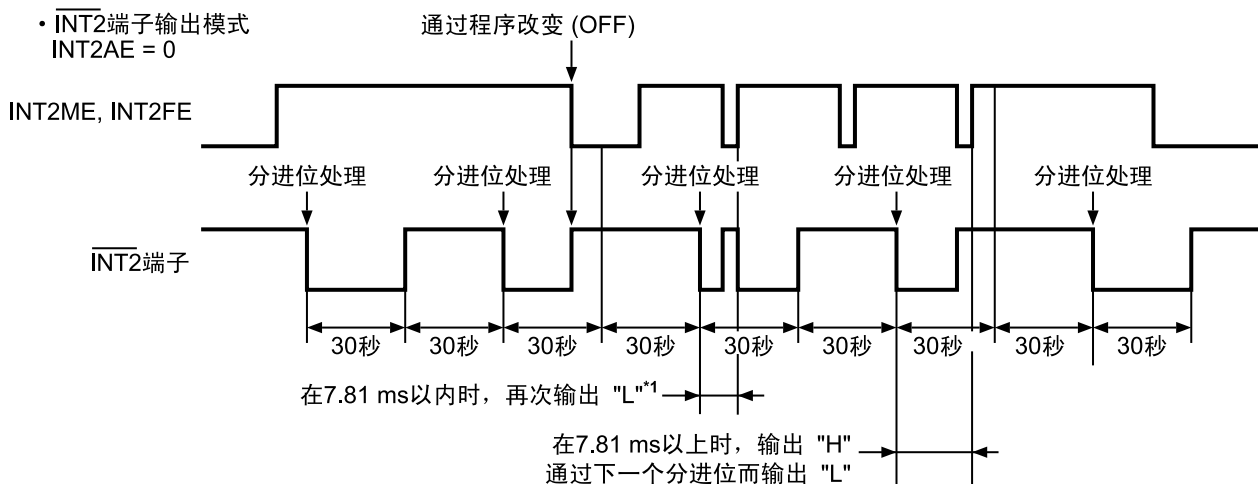 • INT2端子输出模式
INT2AE = 0
通过程序改变 (OFF)
INT2ME, INT2FE
分进位处理 分进位处理 分进位处理 分进位处理 分进位处理
INT2端子
30秒 30秒 30秒 30秒 30秒 30秒 30秒 30秒 30秒
在7.81 ms以内时，再次输出 "L"*1
在7.81 ms以上时，输出 "H"
通过下一个分进位而输出 "L"